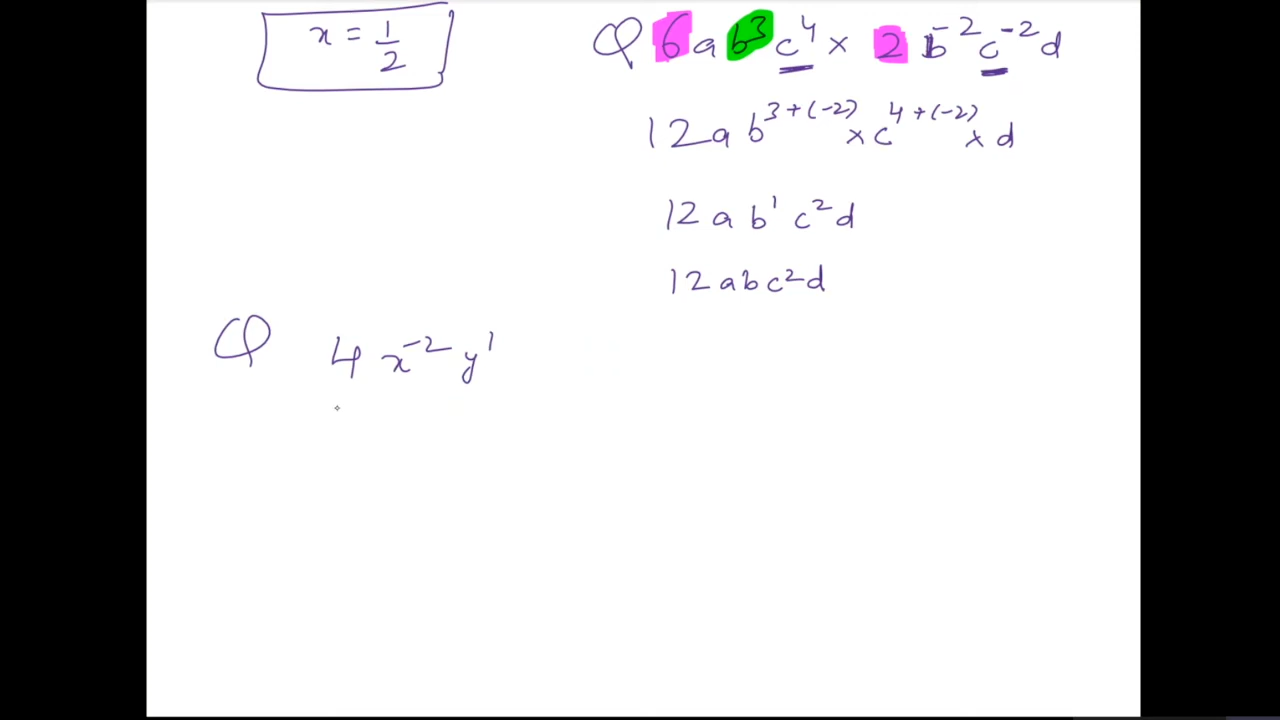 x = 1/2
Q 6ab³c⁴ × 2b⁻²c⁻²d
12ab³⁺⁽⁻²⁾ × c⁴⁺⁽⁻²⁾ × d
12ab¹c²d
12abc²d
Q 4x⁻²y¹